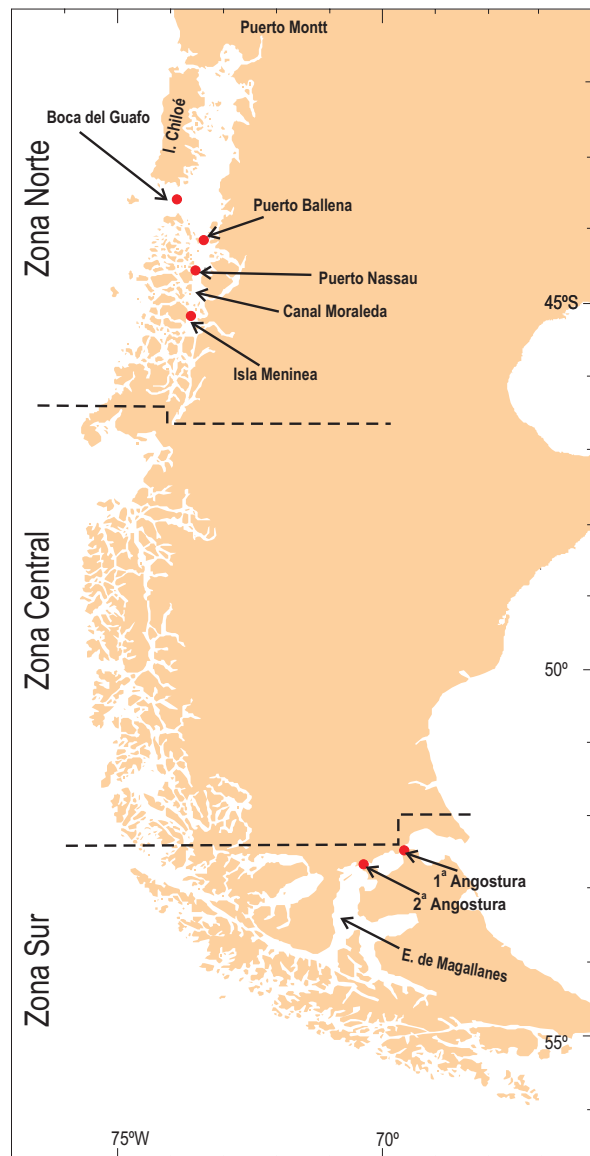 Puerto Montt
Boca del Guafo
I. Chiloé
Zona Norte
Puerto Ballena
Puerto Nassau
45ºS
Canal Moraleda
Isla Meninea
Zona Central
50º
1ª Angostura
2ª Angostura
E. de Magallanes
Zona Sur
55º
75ºW
70º